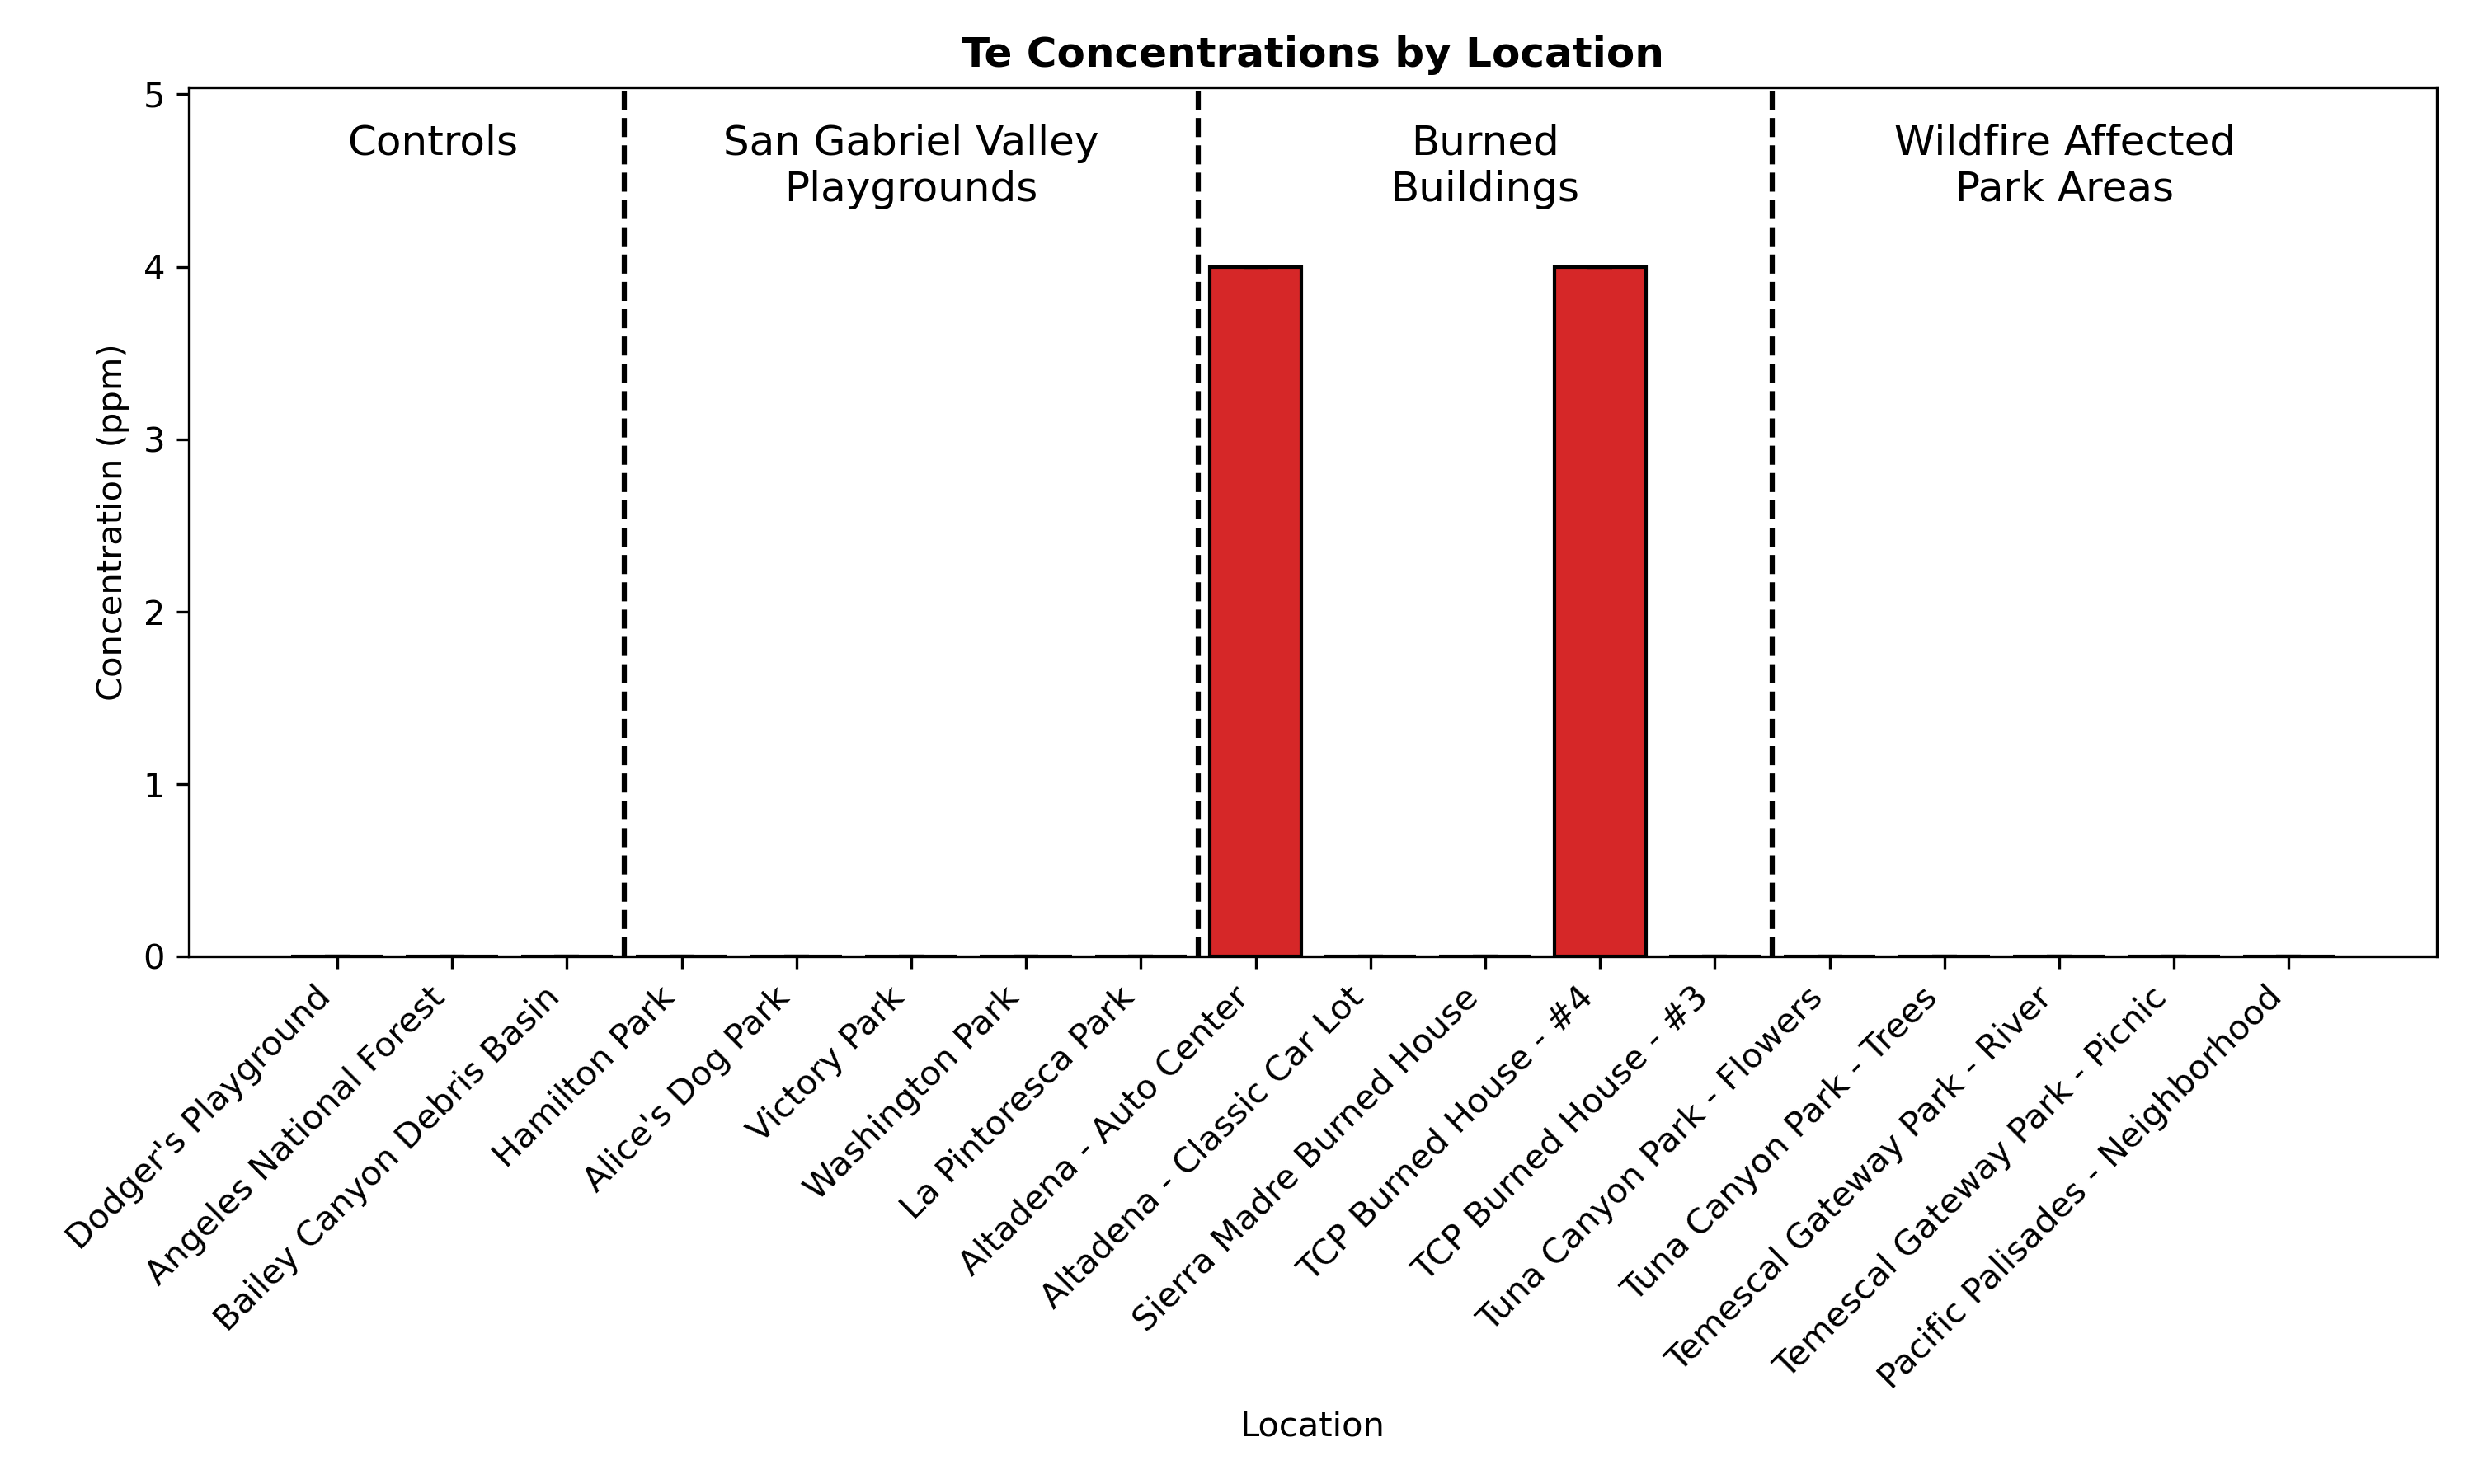 Te Concentrations by Location
Controls
San Gabriel Valley
Playgrounds
Burned
Buildings
Wildfire Affected
Park Areas
Concentration (ppm)
5
4
3
2
1
0
Dodger's Playground
Angeles National Forest
Bailey Canyon Debris Basin
Hamilton Park
Alice's Dog Park
Victory Park
Washington Park
La Pintoresca Park
Altadena - Auto Center
Altadena - Classic Car Lot
Sierra Madre Burned House
TCP Burned House - #4
TCP Burned House - #3
Tuna Canyon Park - Flowers
Tuna Canyon Park - Trees
Temescal Gateway Park - River
Temescal Gateway Park - Picnic
Pacific Palisades - Neighborhood
Location